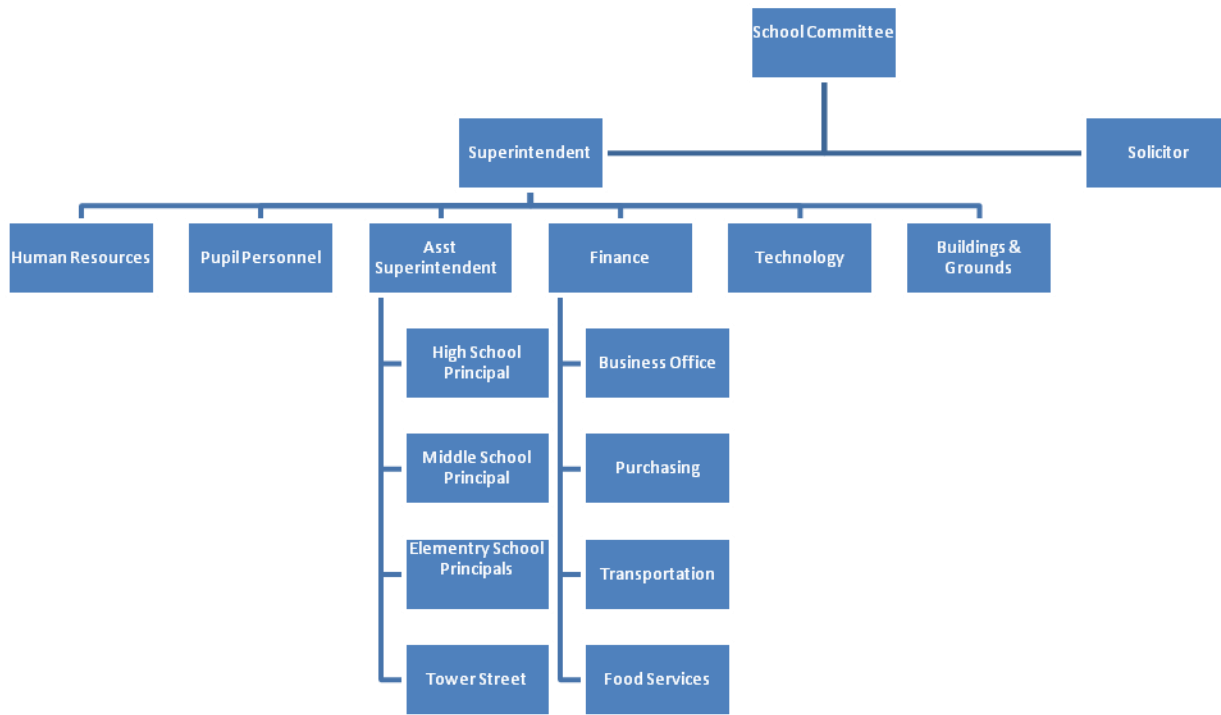 School Committee
Superintendent
Solicitor
Human Resources
Pupil Personnel
Asst
Superintendent
Finance
Technology
Buildings &
Grounds
High School
Principal
Business Office
Middle School
Principal
Purchasing
Elementry School
Principals
Transportation
Tower Street
Food Services